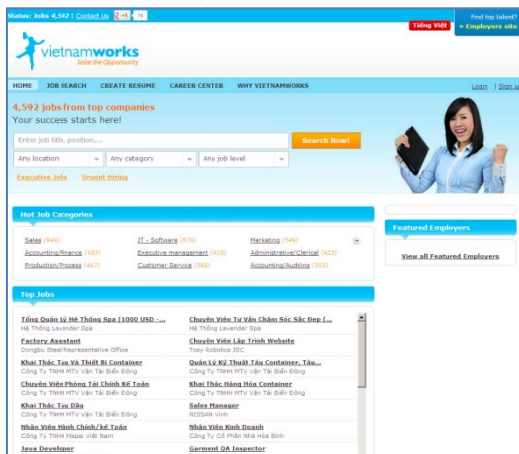 Status: Jobs 4,592 | Contact Us
Find top talent?
Tiếng Việt
» Employers site
vietnamworks
Seize the Opportunity
HOME JOB SEARCH CREATE RESUME CAREER CENTER WHY VIETNAMWORKS
Login | Sign u
4,592 jobs from top companies
Your success starts here!
Enter job title, position,...
Search Now!
Any location Any category Any job level
Executive Jobs Urgent Hiring
Hot Job Categories
Featured Employers
Sales (949) IT - Software (679) Marketing (549)
Accounting/Finance (483) Executive management (425) Administrative/Clerical (423)
Production/Process (417) Customer Service (398) Accounting/Auditing (353)
View all Featured Employers
Top Jobs
Tổng Quản Lý Hệ Thống Spa (1000 USD -...
Hệ Thống Lavender Spa
Chuyên Viên Tư Vấn Chăm Sóc Sắc Đẹp (...
Hệ Thống Lavender Spa
Factory Assistant
Dongbu Steel Representative Office
Chuyên Viên Lập Trình Website
Tosy Robotics JSC
Khai Thác Tàu Và Thiết Bị Container
Công Ty TNHH MTV Vận Tải Biển Đông
Quản Lý Kỹ Thuật Tàu Container, Tàu...
Công Ty TNHH MTV Vận Tải Biển Đông
Chuyên Viên Phòng Tài Chính Kế Toán
Công Ty TNHH MTV Vận Tải Biển Đông
Khai Thác Hàng Hóa Container
Công Ty TNHH MTV Vận Tải Biển Đông
Khai Thác Tàu Dầu
Công Ty TNHH MTV Vận Tải Biển Đông
Sales Manager
NISSAN Vinh
Nhân Viên Hành Chính/kế Toán
Công Ty TNHH Mapei Việt Nam
Nhân Viên Kinh Doanh
Công Ty Cổ Phần Nhà Hòa Bình
Java Developer
Garment QA Inspector